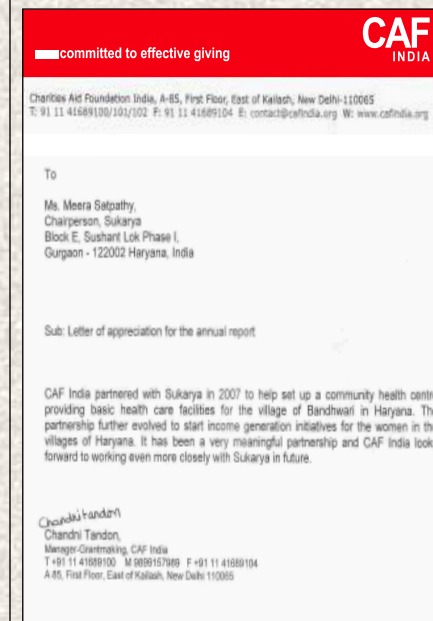 CAF
INDIA
committed to effective giving
Charities Aid Foundation India, A-85, First Floor, East of Kailash, New Delhi-110065
T: 91 11 41689100/101/102 F: 91 11 41689104 E: contact@cafindia.org W: www.cafindia.org
To
Ms. Meera Satpathy,
Chairperson, Sukarya
Block E, Sushant Lok Phase I,
Gurgaon - 122002 Haryana, India
Sub: Letter of appreciation for the annual report
CAF India partnered with Sukarya in 2007 to help set up a community health centr
providing basic health care facilities for the village of Bandhwari in Haryana. Th
partnership further evolved to start income generation initiatives for the women in th
villages of Haryana. It has been a very meaningful partnership and CAF India look
forward to working even more closely with Sukarya in future.
Chandni tandon
Chandni Tandon,
Manager-Grantmaking, CAF India
T +91 11 41689100 M 9899157989 F +91 11 41689104
A 85, First Floor, East of Kailash, New Delhi 110065